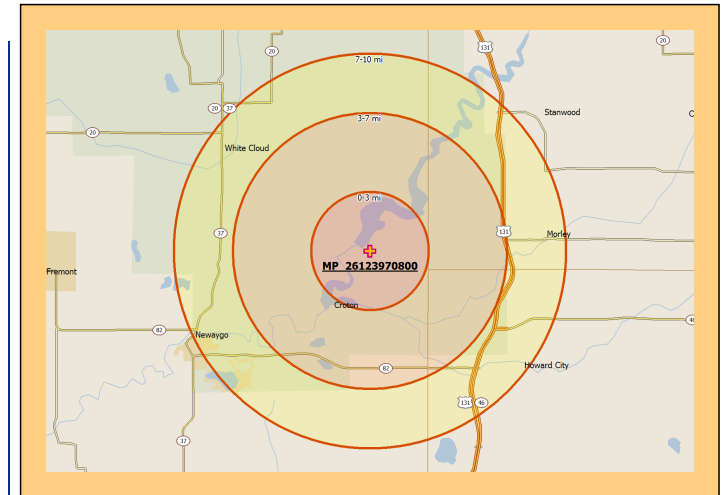 131
20
20
7-10 mi
20 37
Stanwood
3-7 mi
20
White Cloud
0-3 mi
37
131
Morley
MP 26123970800
Fremont
Croton
82
Newaygo
82
Howard City
131 46
37